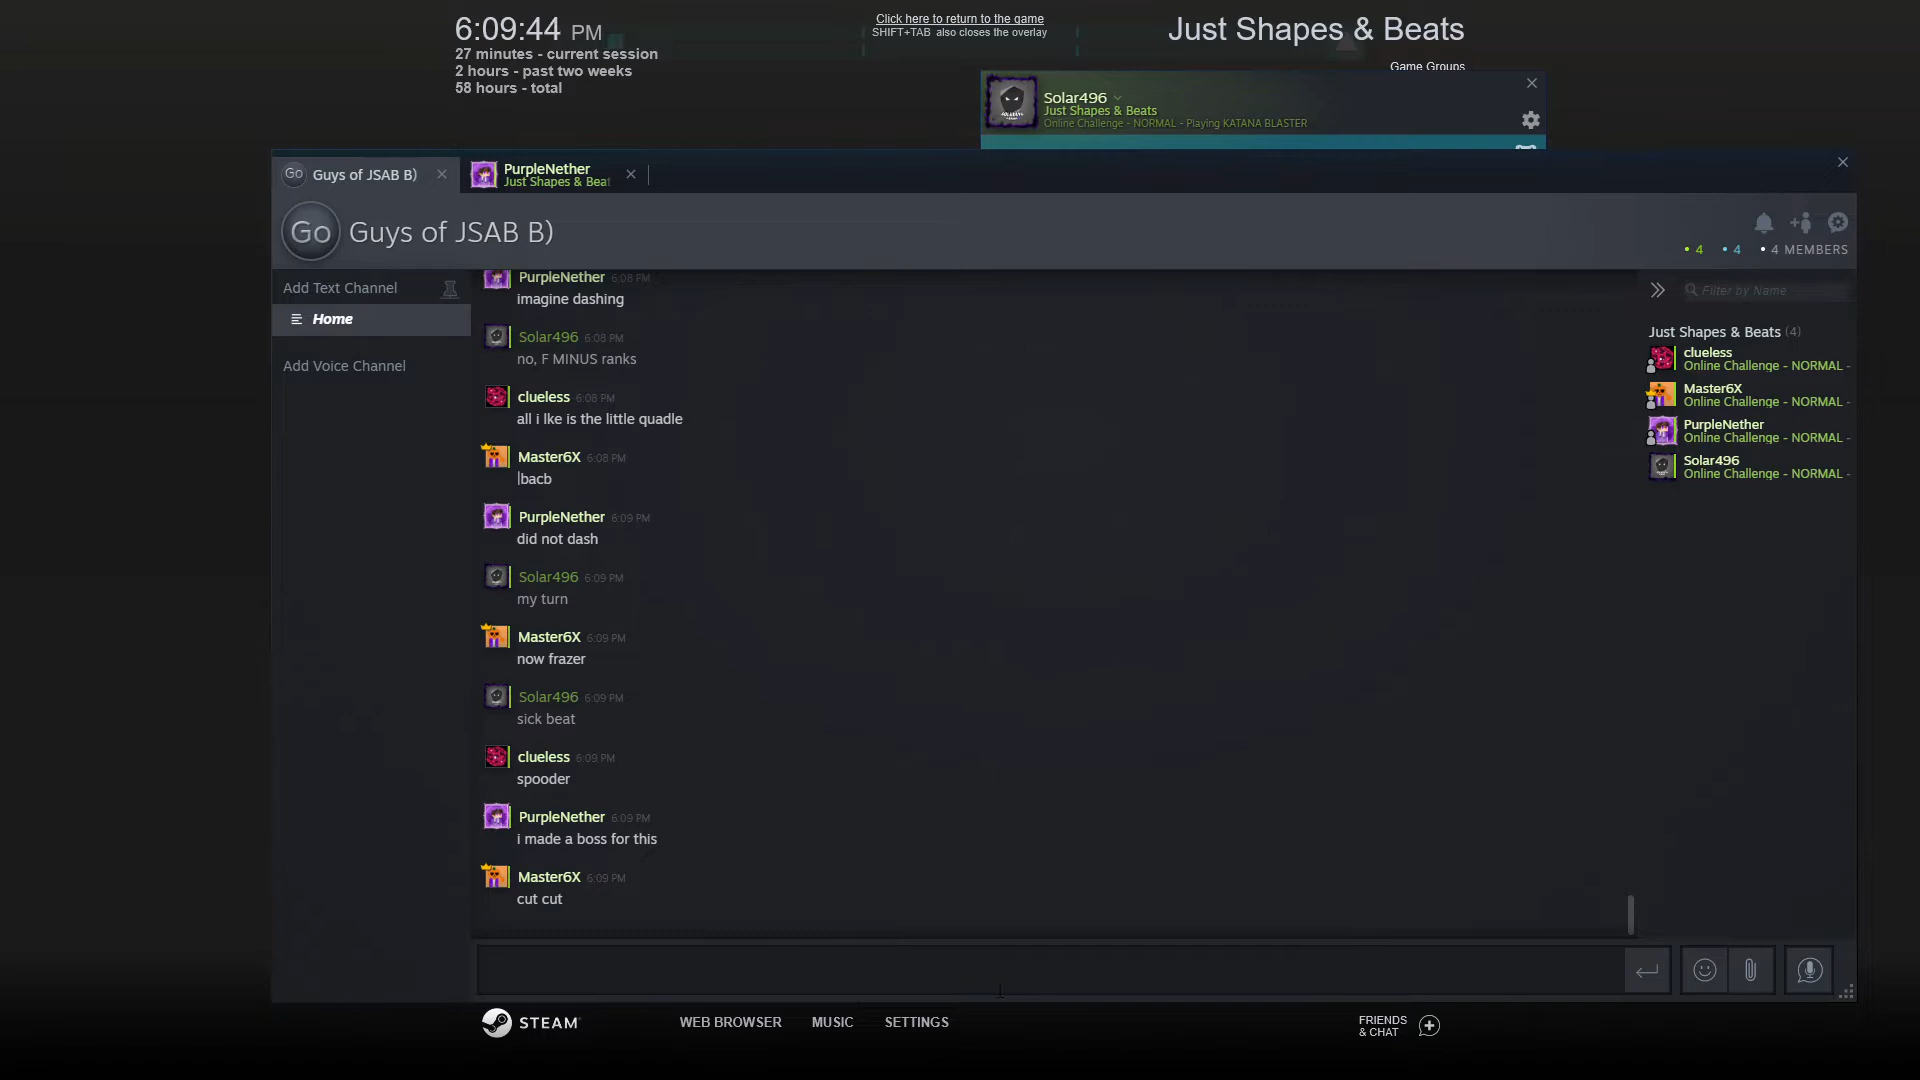 6:09:44 PM
27 minutes - current session
2 hours - past two weeks
58 hours - total
Click here to return to the game
SHIFT+TAB also closes the overlay
Just Shapes & Beats
Game Groups
Solar496
Just Shapes & Beats
Online Challenge - NORMAL - Playing KATANA BLASTER
Go Guys of JSAB B)
PurpleNether
Just Shapes & Beat
Go Guys of JSAB B)
4 4 4 MEMBERS
Add Text Channel
Home
Add Voice Channel
PurpleNether 6:08 PM
imagine dashing
Solar496 6:08 PM
no, F MINUS ranks
clueless 6:08 PM
all i lke is the little quadle
Master6X 6:08 PM
|bacb
PurpleNether 6:09 PM
did not dash
Solar496 6:09 PM
my turn
Master6X 6:09 PM
now frazer
Solar496 6:09 PM
sick beat
clueless 6:09 PM
spooder
PurpleNether 6:09 PM
i made a boss for this
Master6X 6:09 PM
cut cut
Filter by Name
Just Shapes & Beats (4)
clueless
Online Challenge - NORMAL -
Master6X
Online Challenge - NORMAL -
PurpleNether
Online Challenge - NORMAL -
Solar496
Online Challenge - NORMAL -
STEAM
WEB BROWSER
MUSIC
SETTINGS
FRIENDS
& CHAT